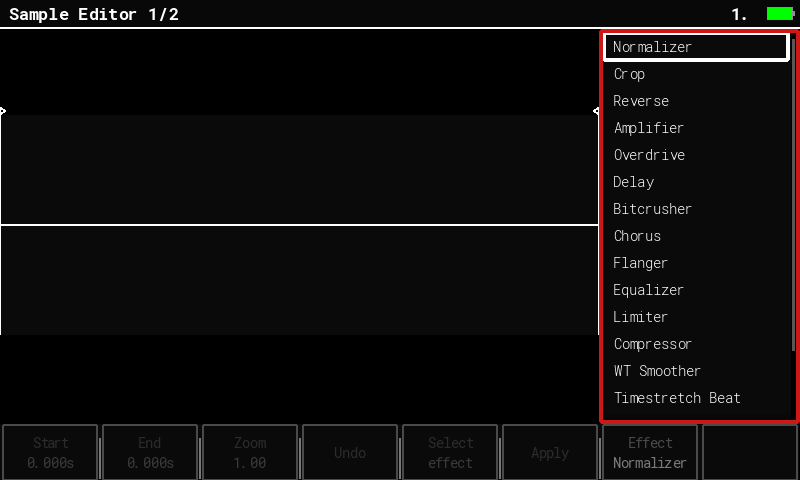 Sample Editor 1/2
1.
Normalizer
Crop
Reverse
Amplifier
Overdrive
Delay
Bitcrusher
Chorus
Flanger
Equalizer
Limiter
Compressor
WT Smoother
Timestretch Beat
Start
0.000s
End
0.000s
Zoom
1.00
Undo
Select
effect
Apply
Effect
Normalizer